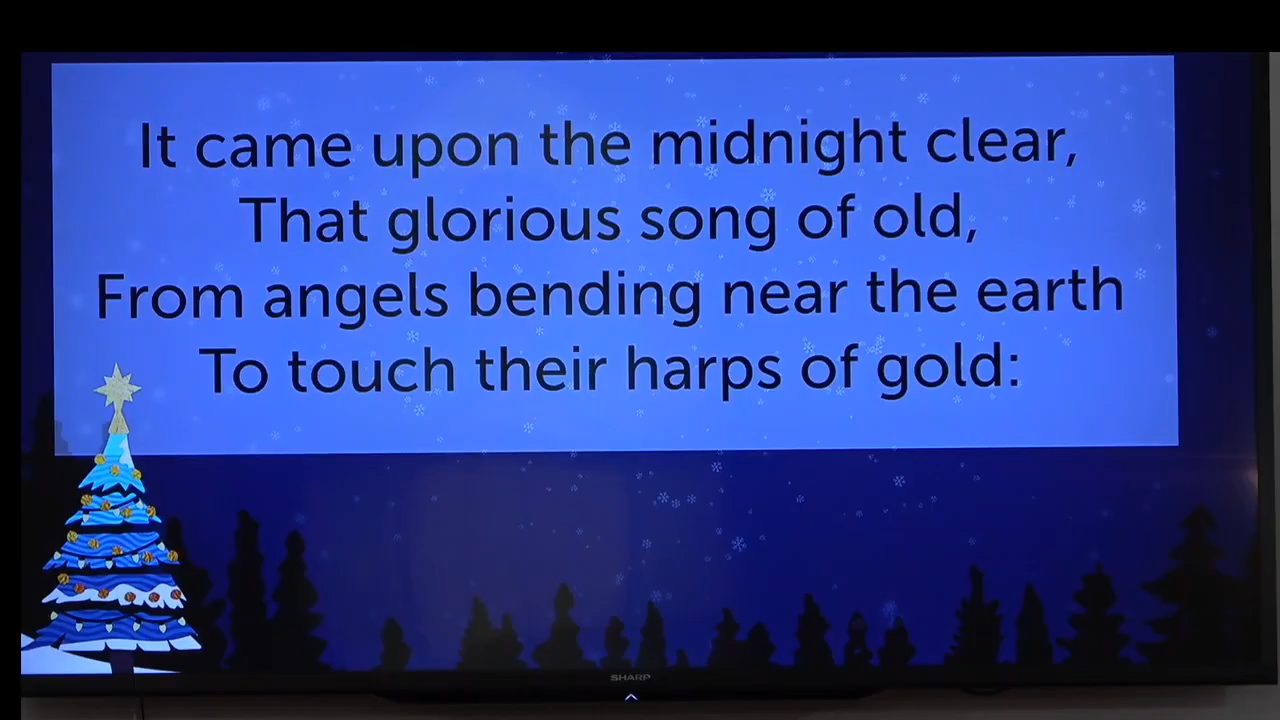 It came upon the midnight clear,
That glorious song of old,
From angels bending near the earth
To touch their harps of gold:
SHARP